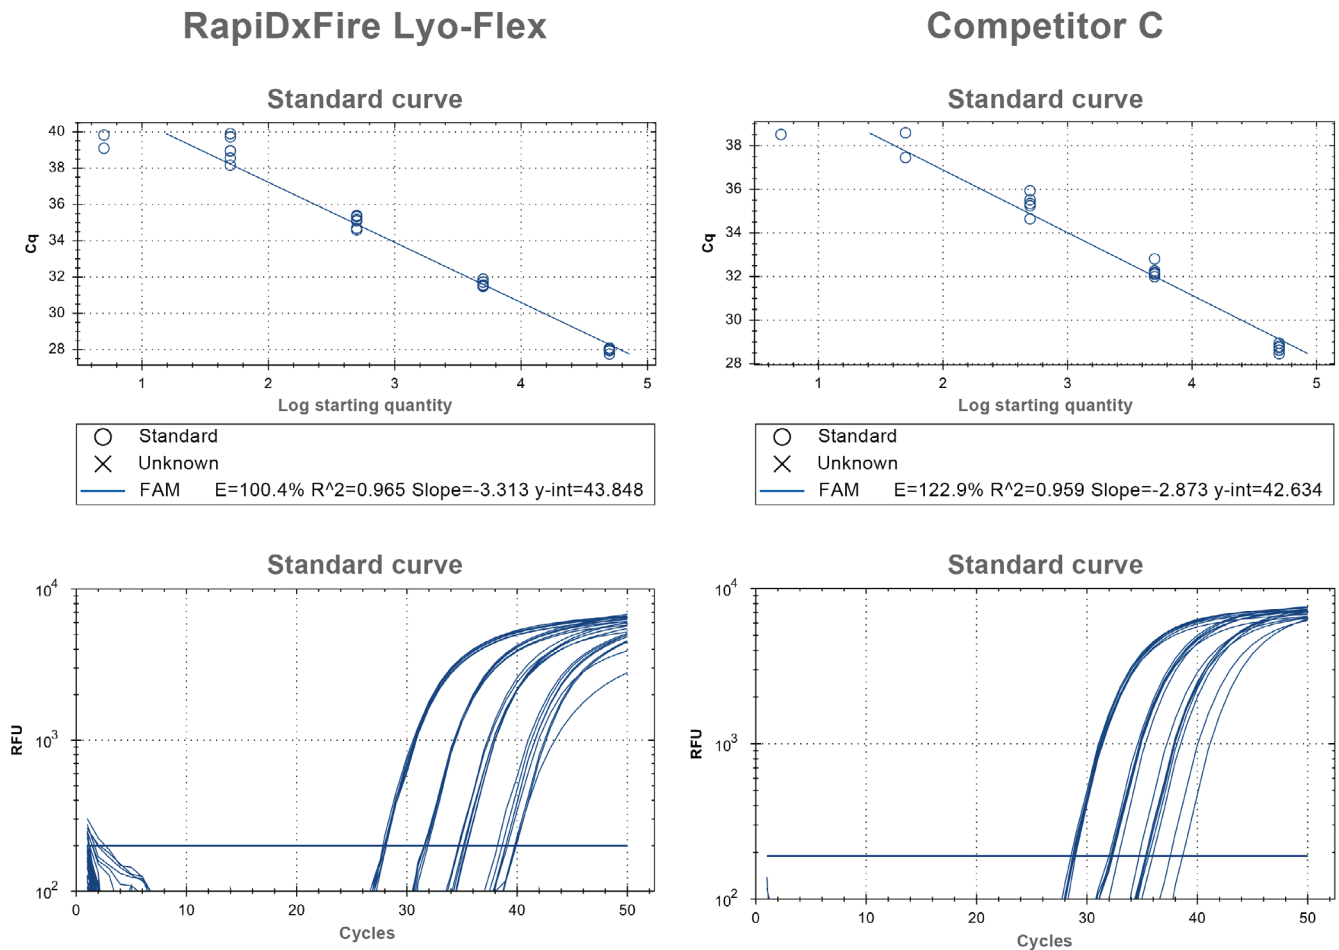 RapiDxFire Lyo-Flex
Standard curve
40
38
36
34
32
30
28
Cq
1 2 3 4 5
Log starting quantity
Standard
Unknown
FAM E=100.4% R^2=0.965 Slope=-3.313 y-int=43.848
Standard curve
10^4
10^3
10^2
RFU
0 10 20 30 40 50
Cycles
Competitor C
Standard curve
38
36
34
32
30
28
Cq
1 2 3 4 5
Log starting quantity
Standard
Unknown
FAM E=122.9% R^2=0.959 Slope=-2.873 y-int=42.634
Standard curve
10^4
10^3
10^2
RFU
0 10 20 30 40 50
Cycles